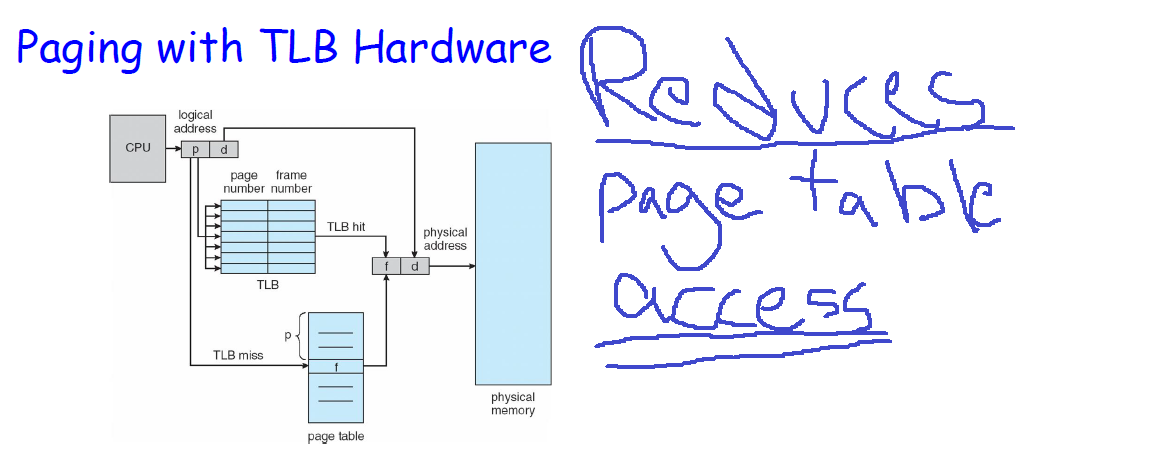 Paging with TLB Hardware
Reduces
page table
access
logical
address
CPU
p d
page frame
number number
TLB hit
physical
address
f d
TLB
p
TLB miss
f
physical
memory
page table